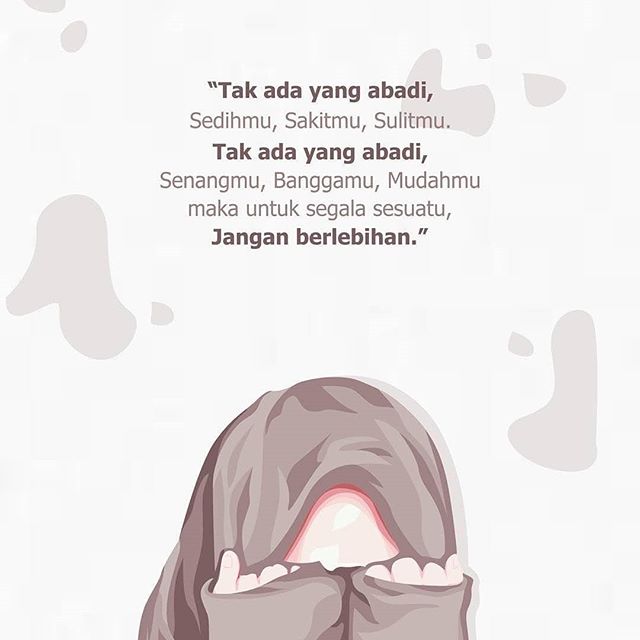 “Tak ada yang abadi,
Sedihmu, Sakitmu, Sulitmu.
Tak ada yang abadi,
Senangmu, Banggamu, Mudahmu
maka untuk segala sesuatu,
Jangan berlebihan.”